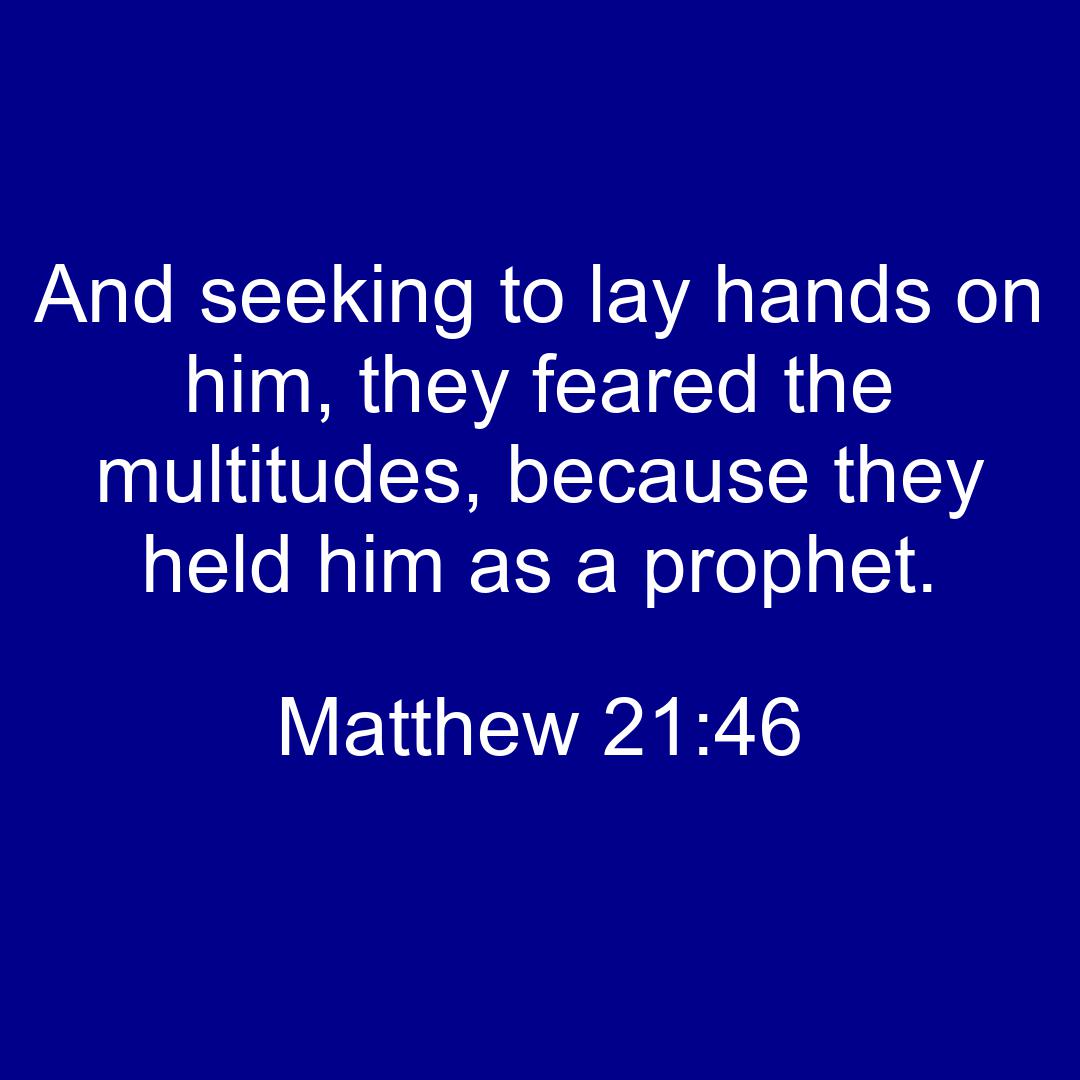 And seeking to lay hands on
him, they feared the
multitudes, because they
held him as a prophet.
Matthew 21:46